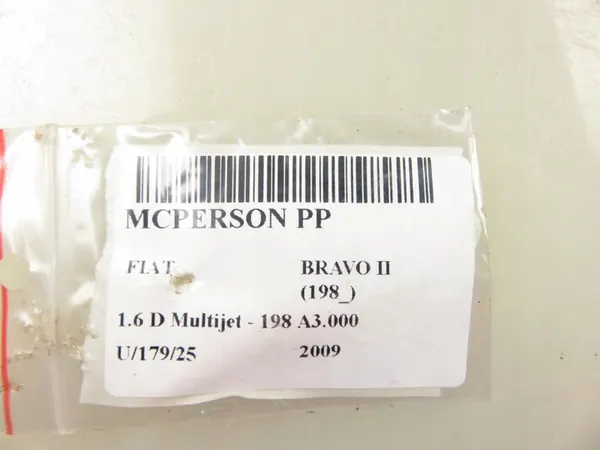 MCPERSON PP
FIAT BRAVO II
(198_)
1.6 D Multijet - 198 A3.000
U/179/25 2009